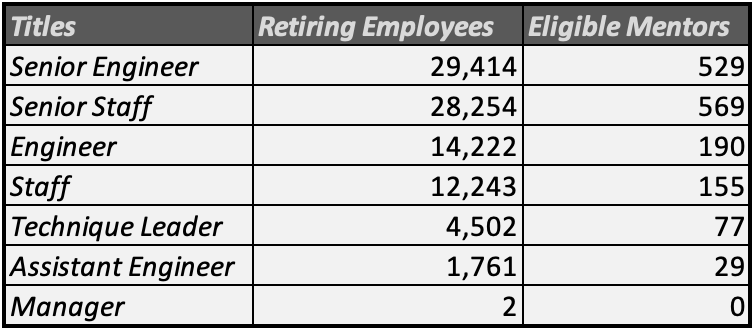 Titles Retiring Employees Eligible Mentors
Senior Engineer 29,414 529
Senior Staff 28,254 569
Engineer 14,222 190
Staff 12,243 155
Technique Leader 4,502 77
Assistant Engineer 1,761 29
Manager 2 0